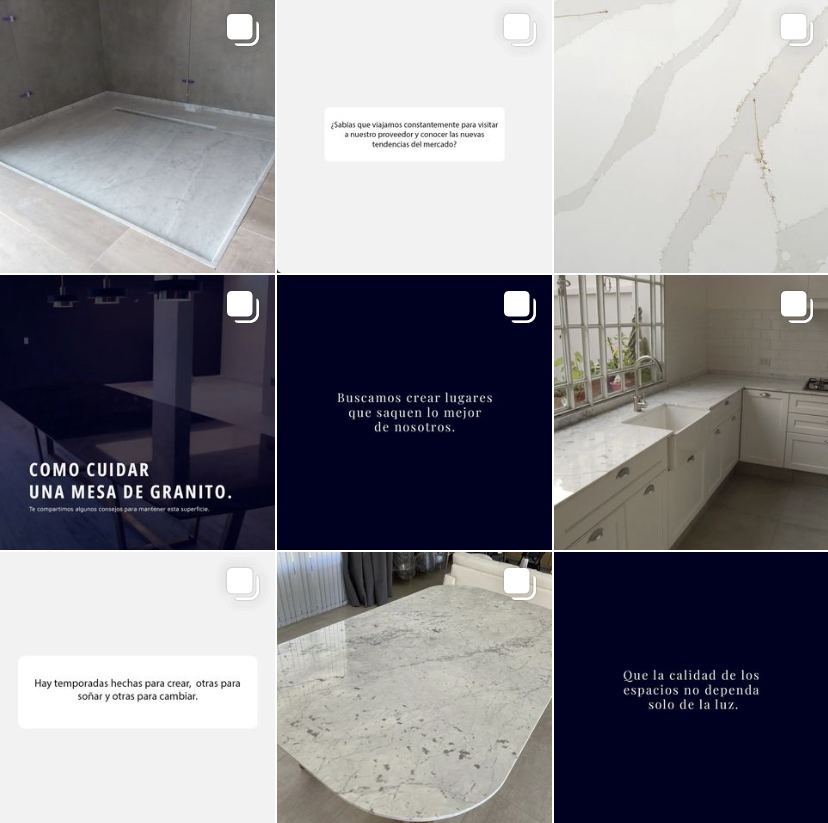 ¿Sabías que viajamos constantemente para visitar
a nuestro proveedor y conocer las nuevas
tendencias del mercado?
COMO CUIDAR
UNA MESA DE GRANITO.
Te compartimos algunos consejos para mantener esta superficie.
Buscamos crear lugares
que saquen lo mejor
de nosotros.
Hay temporadas hechas para crear, otras para
soñar y otras para cambiar.
Que la calidad de los
espacios no dependa
solo de la luz.